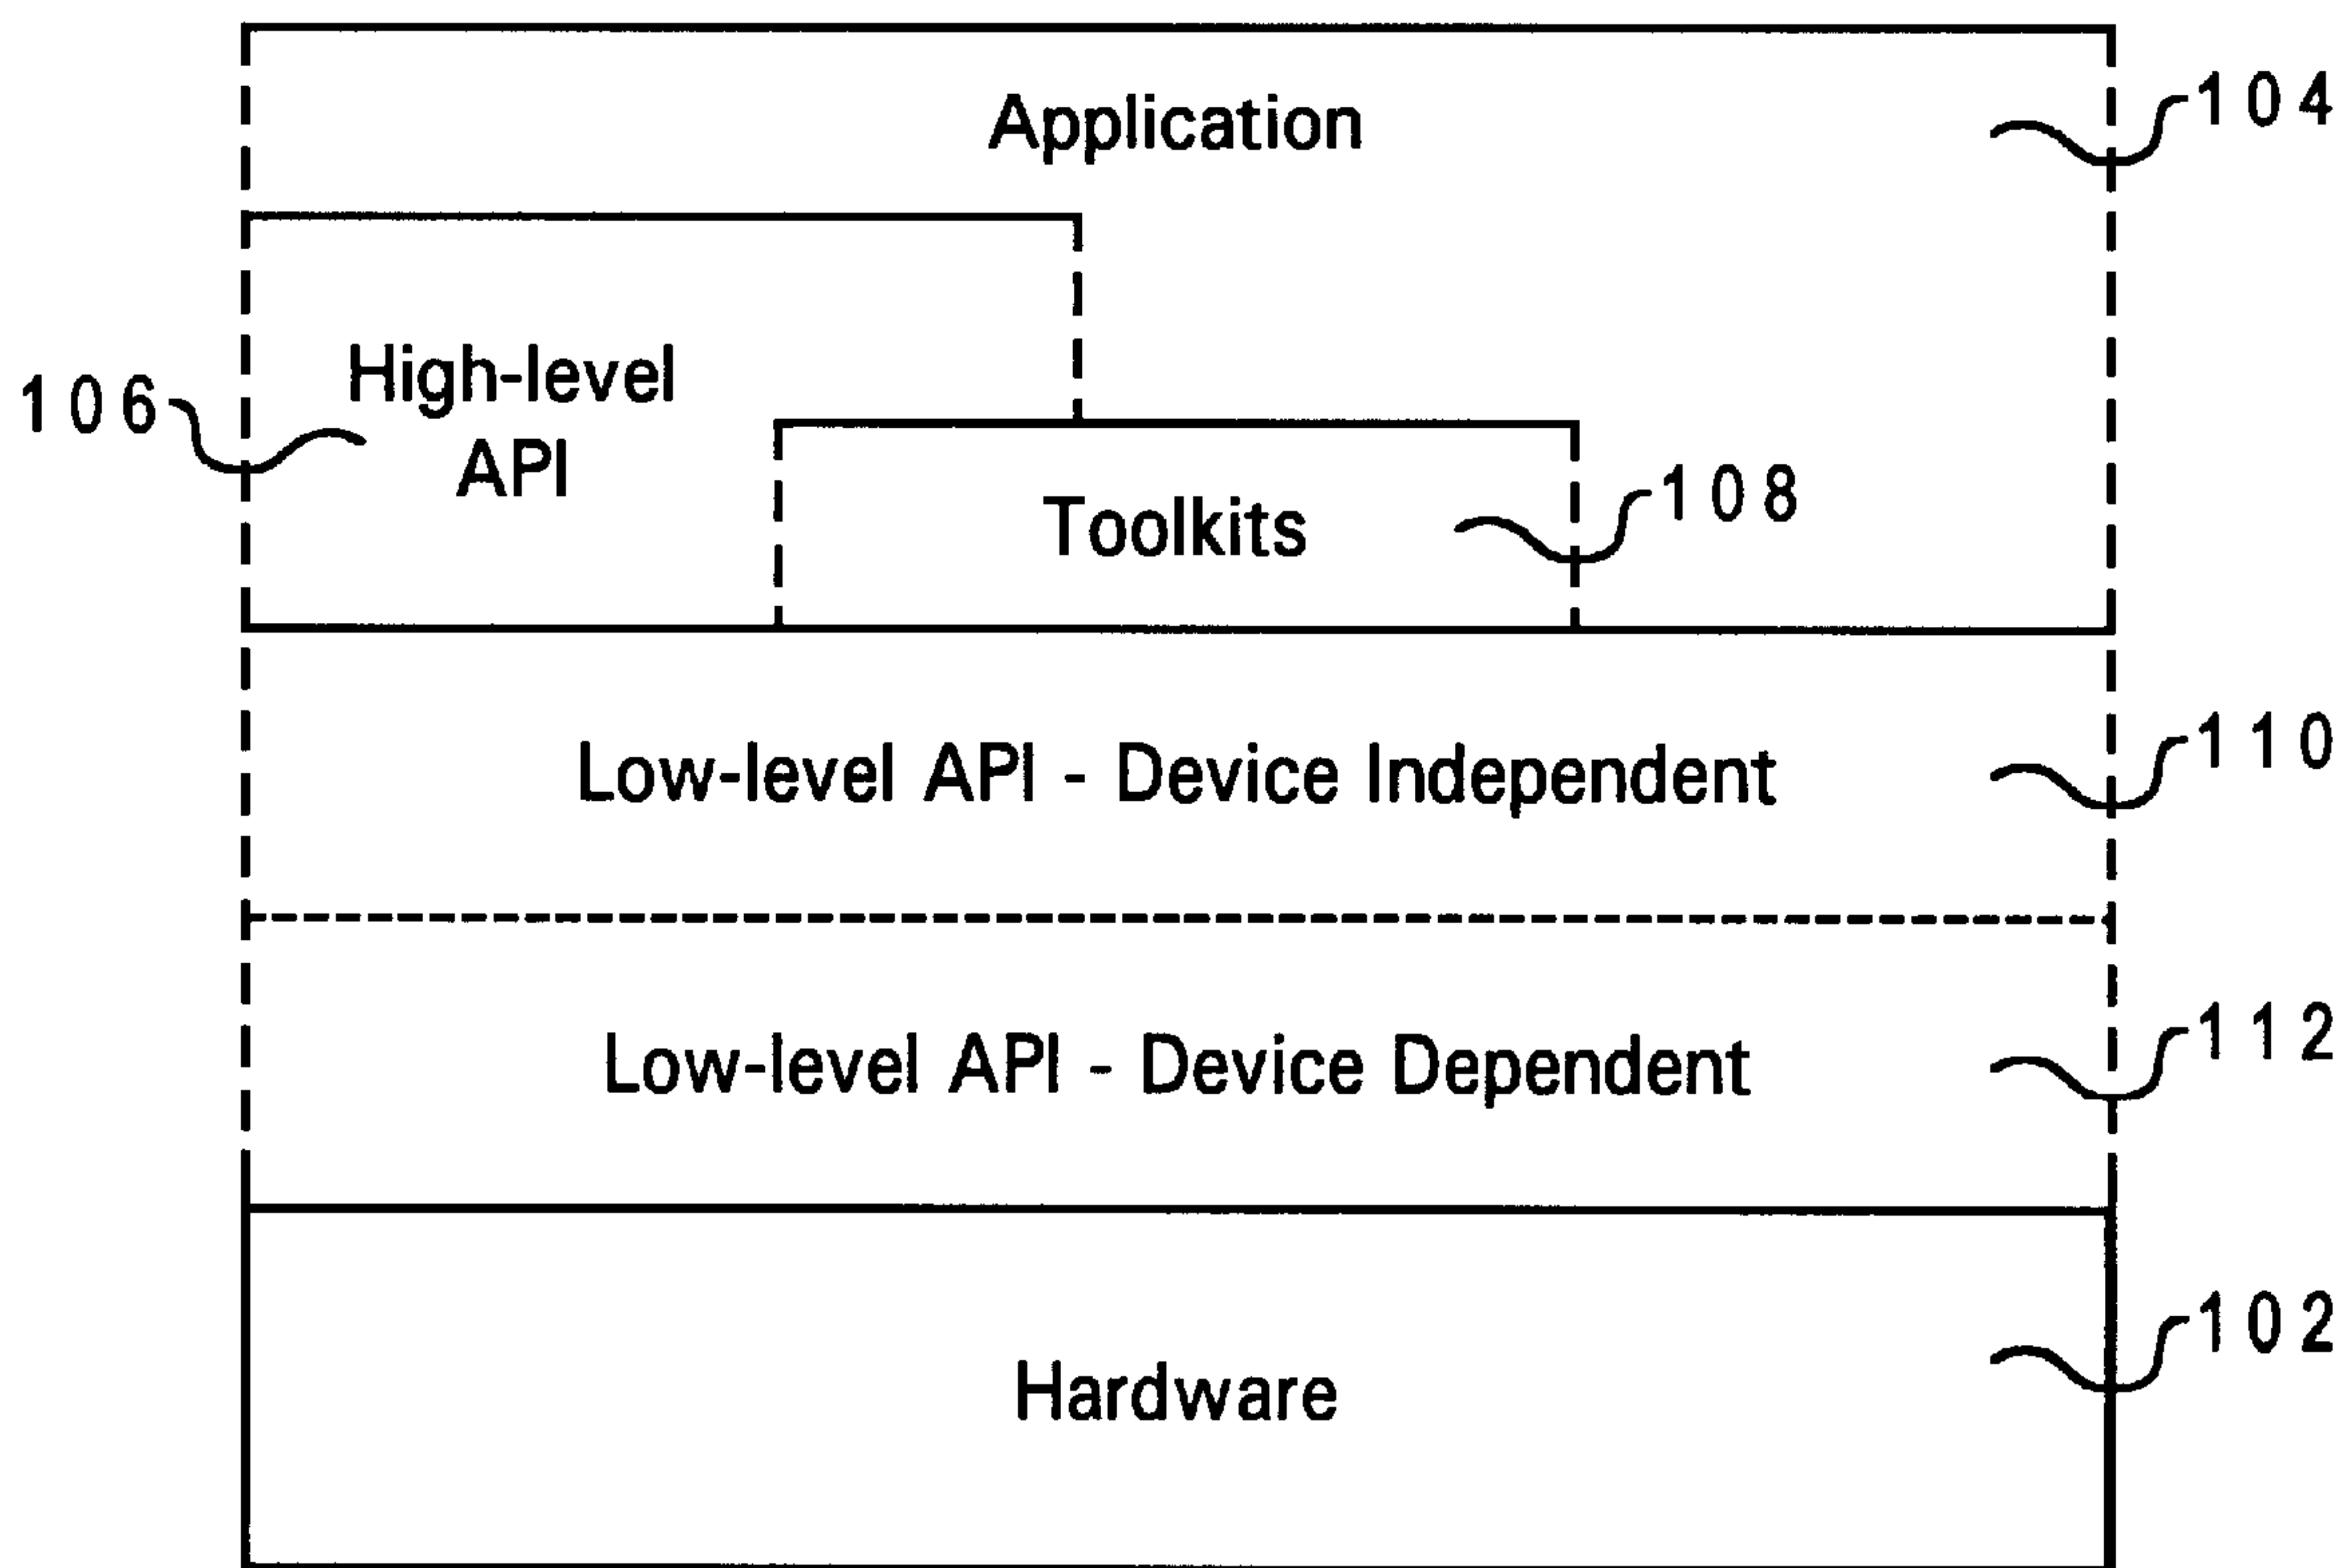 Application
104
High-level
API
106
Toolkits
108
Low-level API - Device Independent
110
Low-level API - Device Dependent
112
Hardware
102